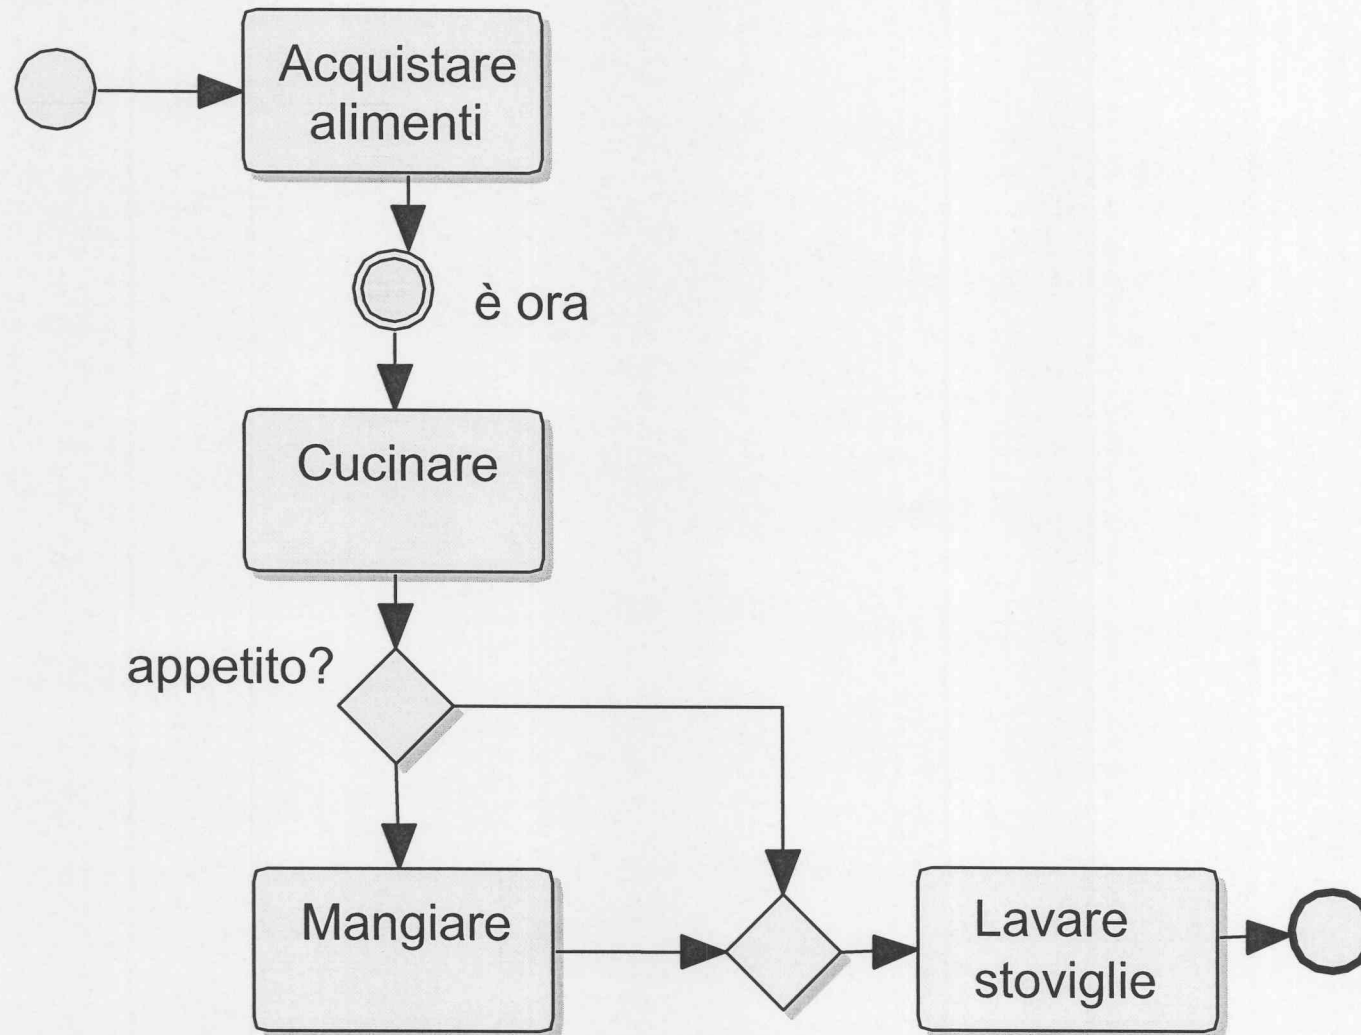 Acquistare
alimenti
è ora
Cucinare
appetito?
Mangiare
Lavare
stoviglie